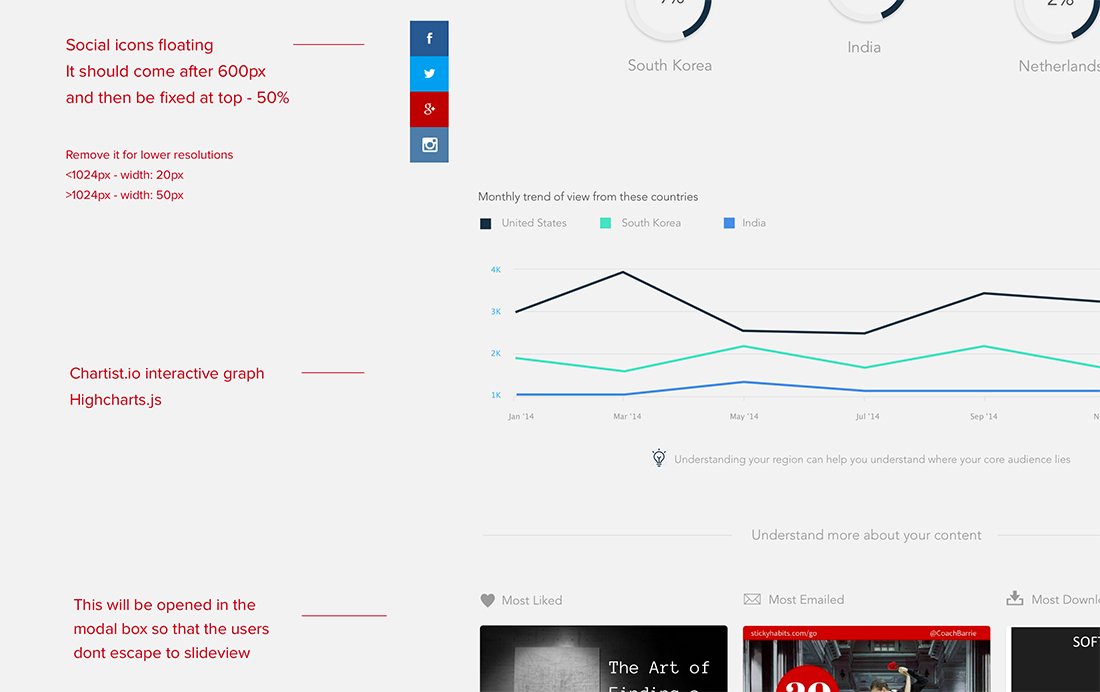 2%
India
South Korea
Netherlands
Social icons floating
It should come after 600px
and then be fixed at top - 50%
Remove it for lower resolutions
<1024px - width: 20px
>1024px - width: 50px
f
g+
Monthly trend of view from these countries
United States South Korea India
4K
3K
2K
1K
Jan '14 Mar '14 May '14 Jul '14 Sep '14 N
Chartist.io interactive graph
Highcharts.js
Understanding your region can help you understand where your core audience lies
Understand more about your content
This will be opened in the
modal box so that the users
dont escape to slideview
Most Liked Most Emailed Most Downl
The Art of
Finding a
stickyhabits.com/go @CoachBarrie
SOFT